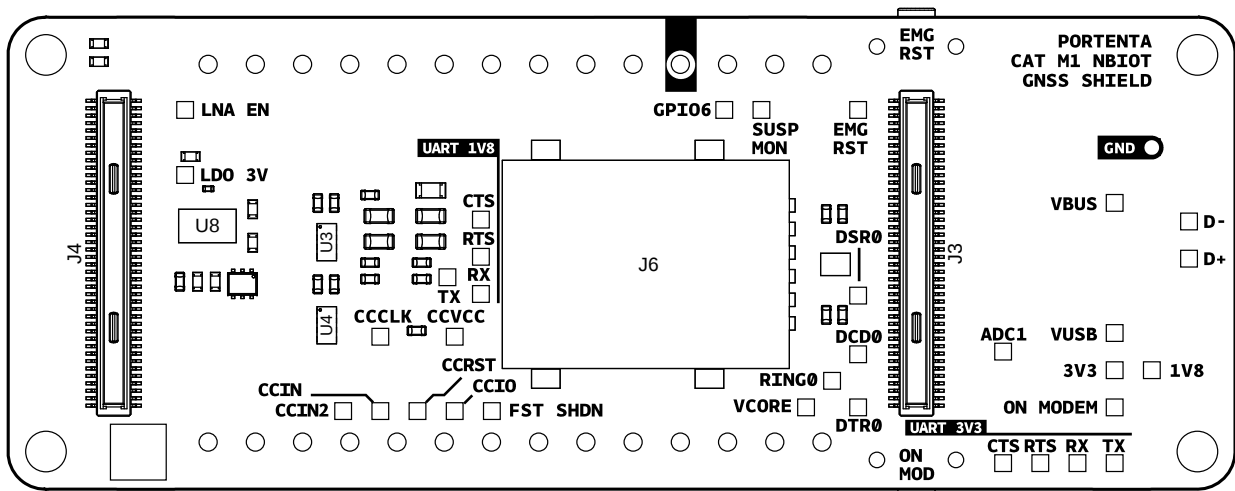 EMG
RST
PORTENTA
CAT M1 NBIOT
GNSS SHIELD
LNA EN
GPIO6
SUSP
MON
EMG
RST
UART 1V8
GND
LDO 3V
CTS
VBUS
U8
U3
RTS
DSR0
D-
J4
J6
J3
D+
RX
TX
U4
CCCLK
CCVCC
DCD0
ADC1
VUSB
CCRST
3V3
1V8
CCIN
CCIO
RING0
CCIN2
FST SHDN
VCORE
DTR0
ON MODEM
UART 3V3
CTS RTS RX TX
ON
MOD